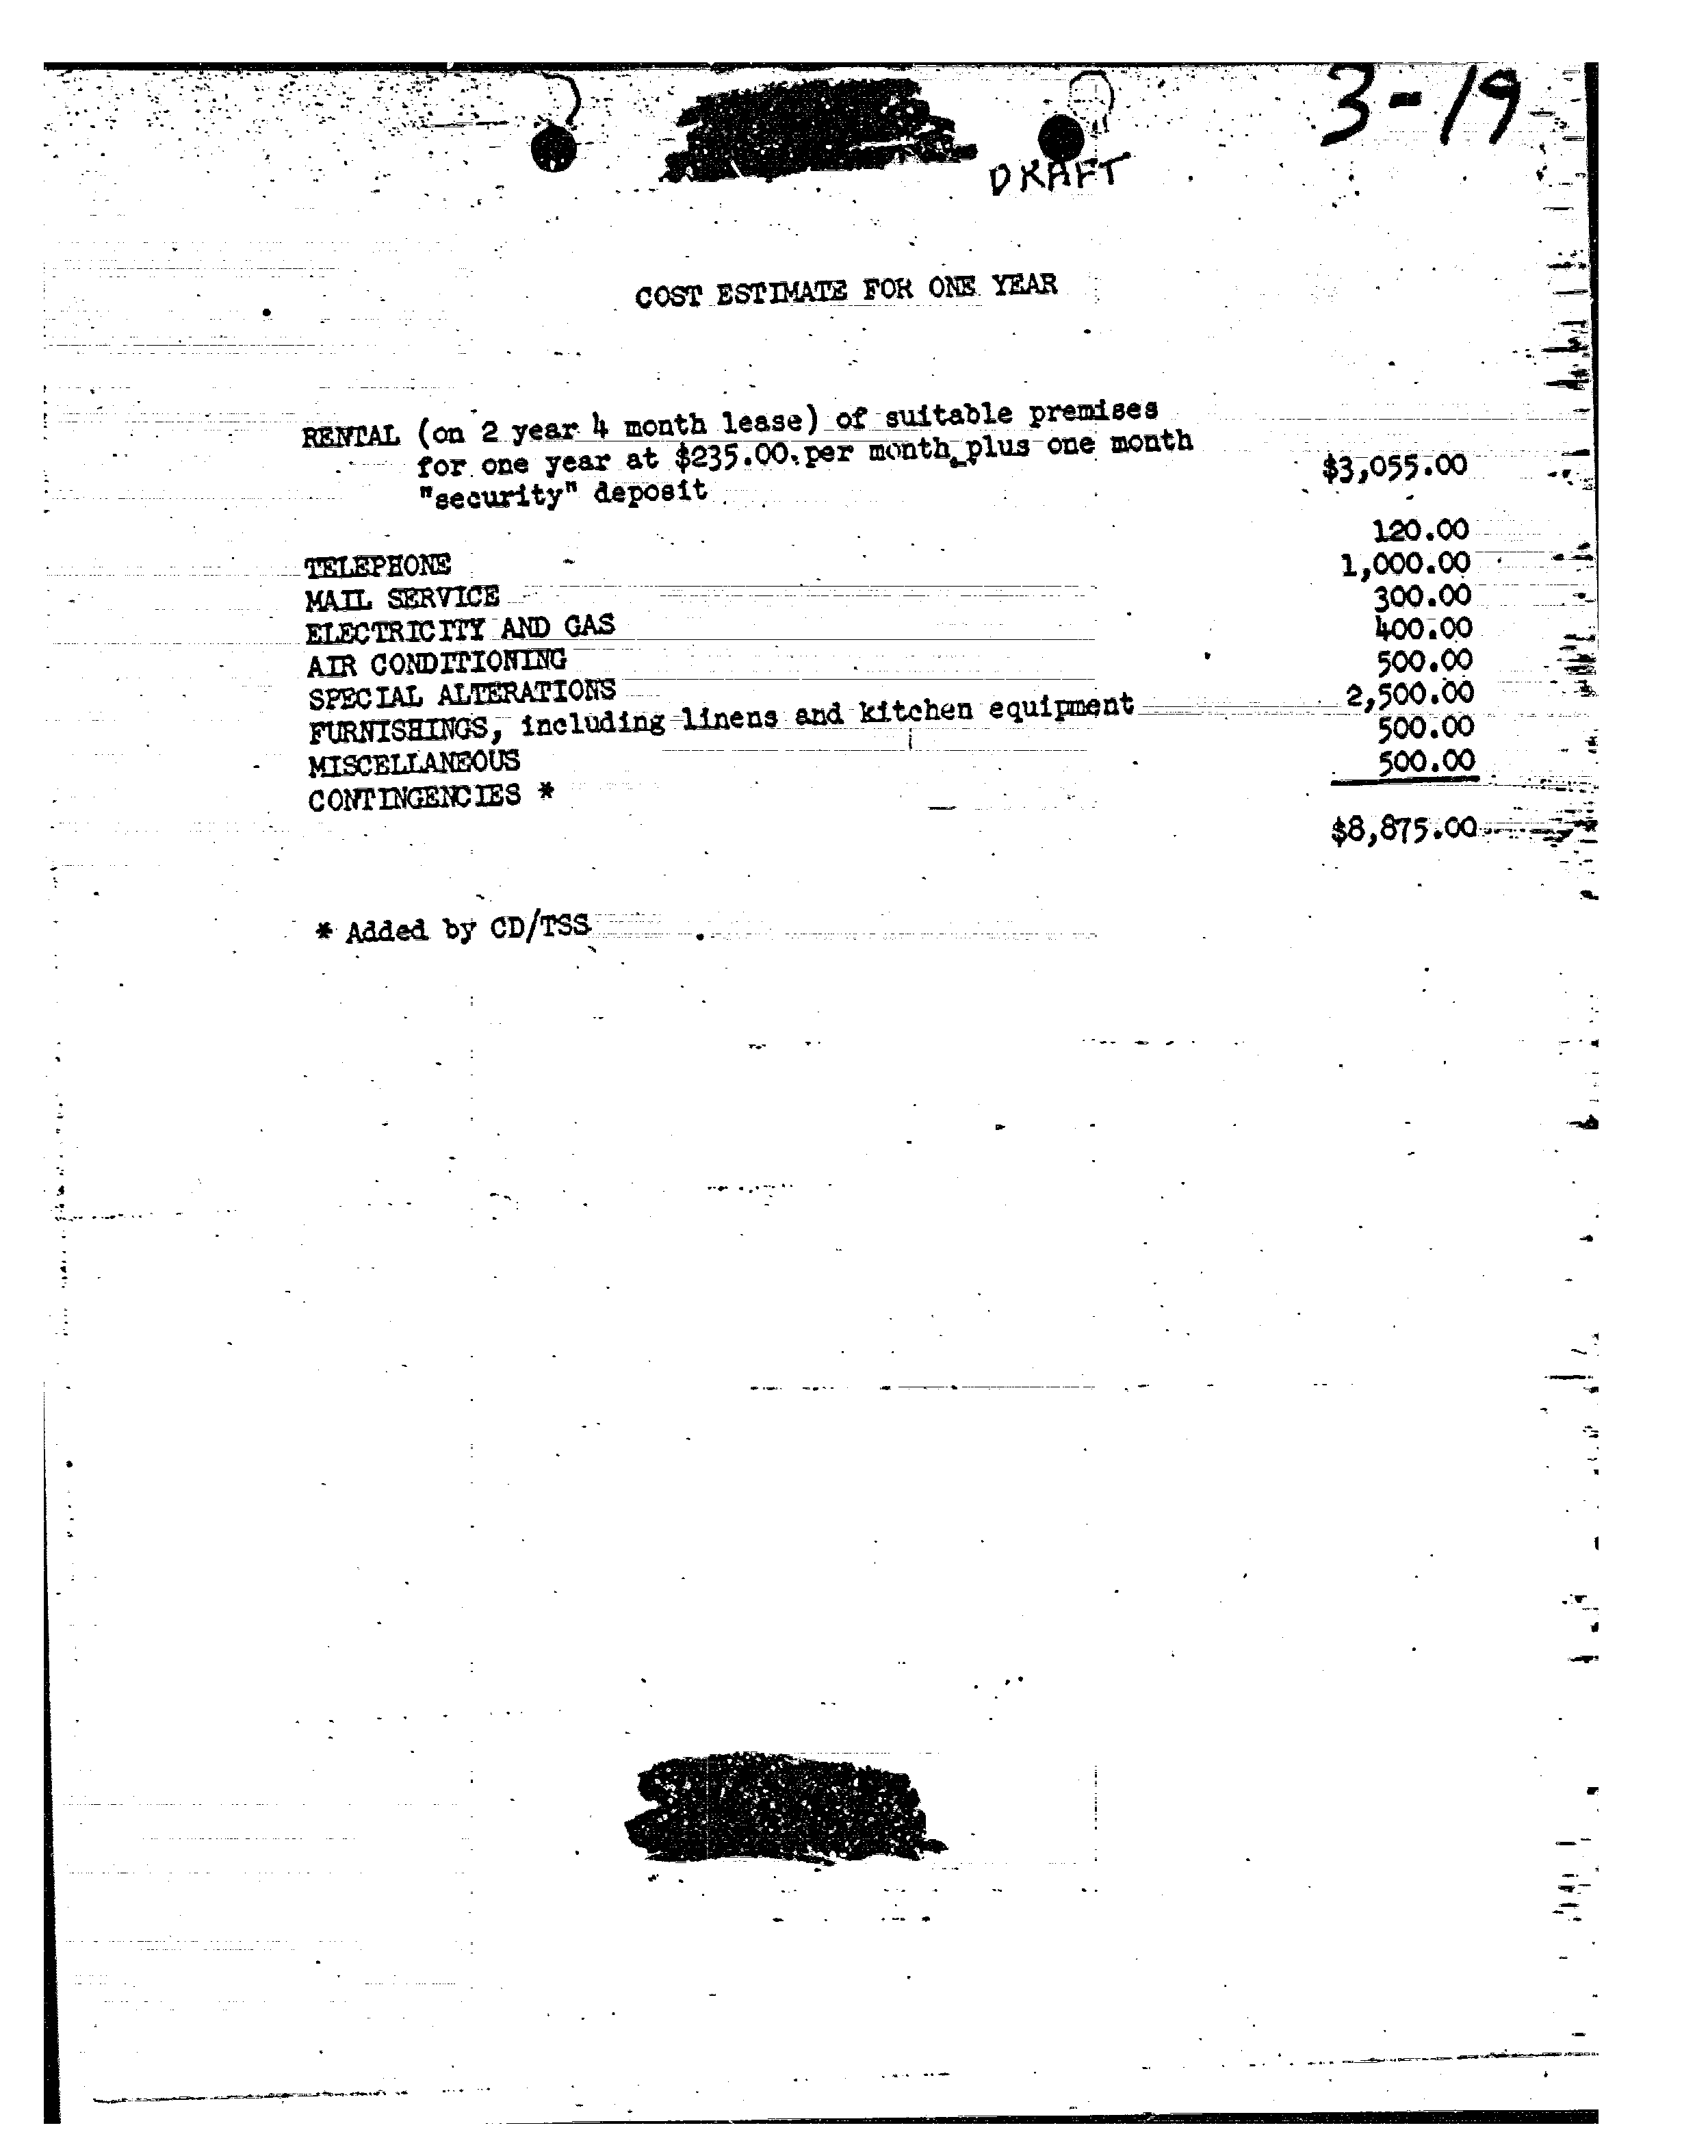 3-19
DRAFT
COST ESTIMATE FOR ONE YEAR
RENTAL (on 2 year 4 month lease) of suitable premises
for one year at $235.00 per month plus one month
"security" deposit $3,055.00
TELEPHONE 120.00
MAIL SERVICE 1,000.00
ELECTRICITY AND GAS 300.00
AIR CONDITIONING 400.00
SPECIAL ALTERATIONS 500.00
FURNISHINGS, including linens and kitchen equipment 2,500.00
MISCELLANEOUS 500.00
CONTINGENCIES * 500.00
$8,875.00
* Added by CD/TSS